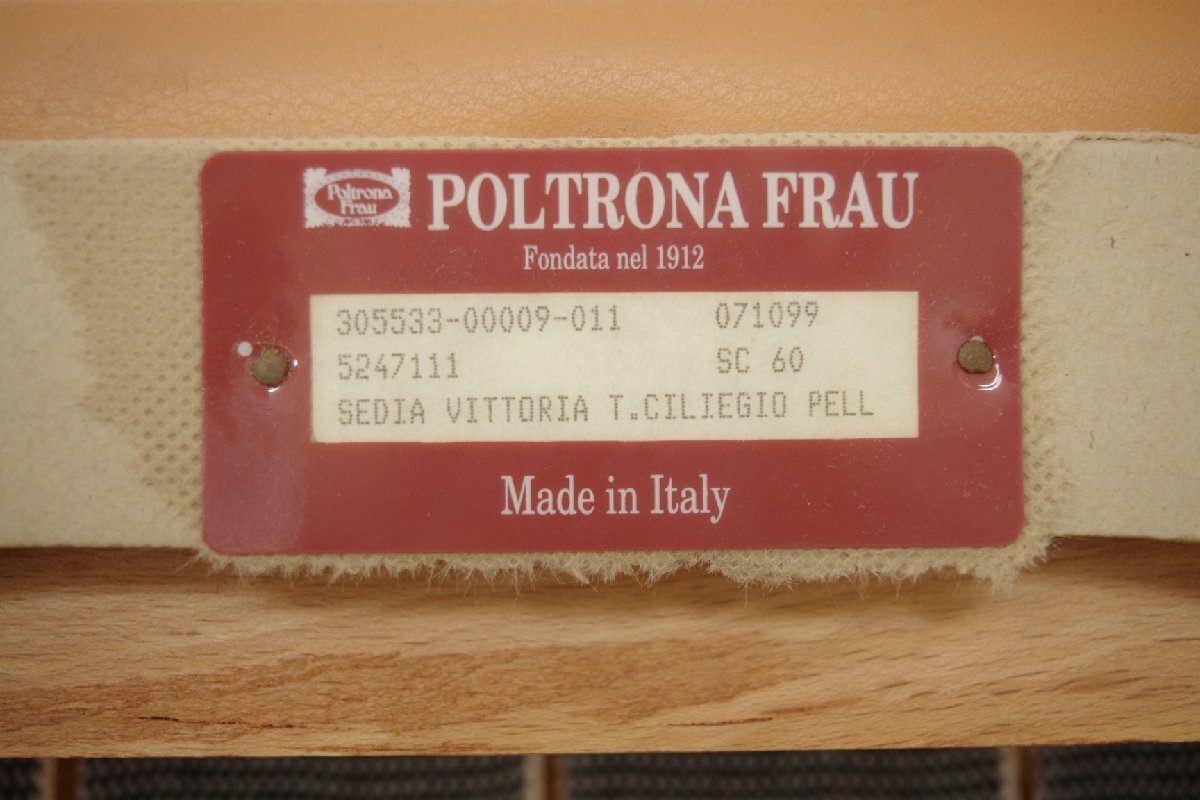 Poltrona
Frau
POLTRONA FRAU
Fondata nel 1912
305533-00009-011 071099
5247111 SC 60
SEDIA VITTORIA T.CILIEGIO PELL
Made in Italy